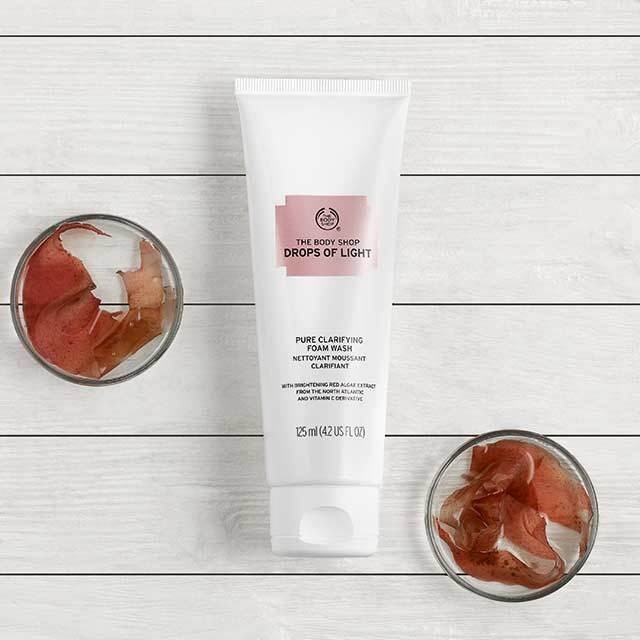 THE
BODY
SHOP
®
THE BODY SHOP
DROPS OF LIGHT
PURE CLARIFYING
FOAM WASH
NETTOYANT MOUSSANT
CLARIFIANT
WITH BRIGHTENING RED ALGAE EXTRACT
FROM THE NORTH ATLANTIC
AND VITAMIN C DERIVATIVE
125 ml (4.2 US FL OZ)